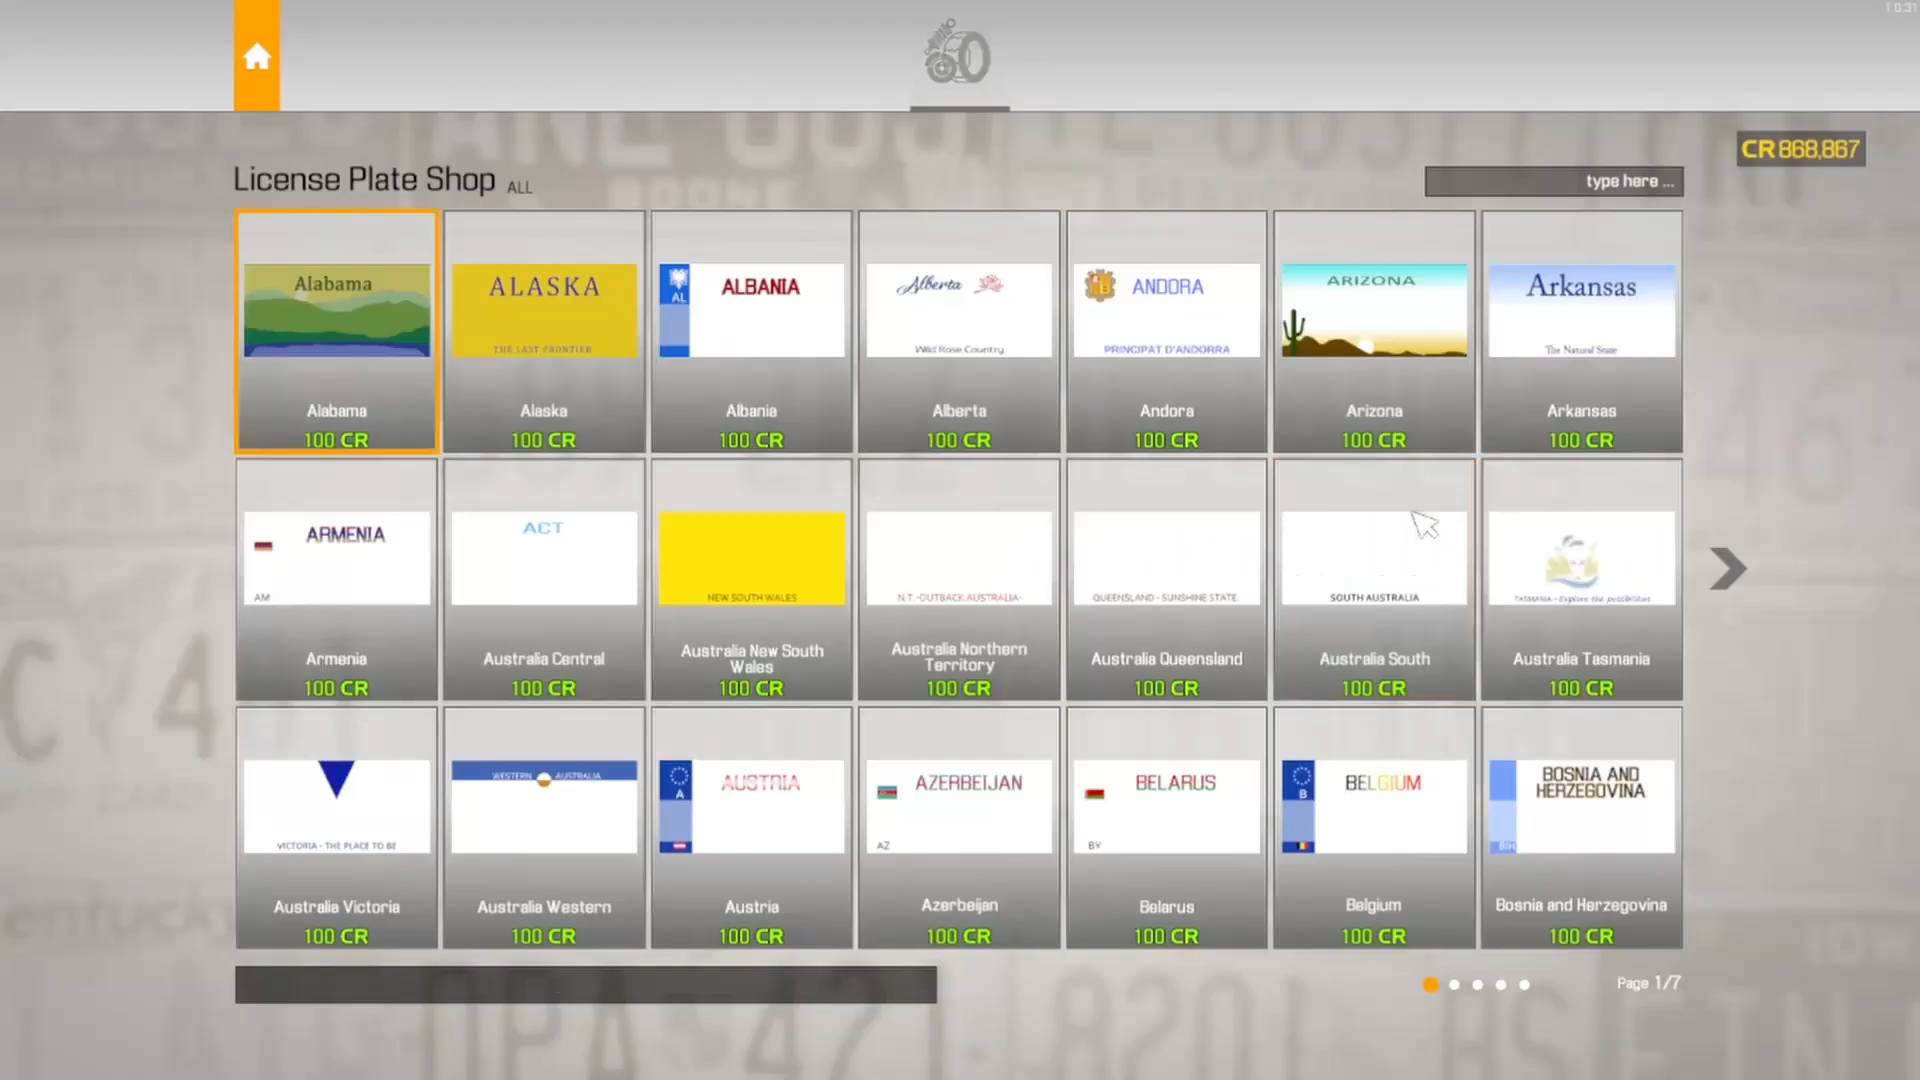 10:31
CR 868,867
License Plate Shop ALL
type here ...
Alabama
ALASKA
THE LAST FRONTIER
AL
ALBANIA
Alberta
Wild Rose Country
ANDORA
PRINCIPAT D'ANDORRA
ARIZONA
Arkansas
The Natural State
Alabama
Alaska
Albania
Alberta
Andora
Arizona
Arkansas
100 CR
100 CR
100 CR
100 CR
100 CR
100 CR
100 CR
ARMENIA
AM
ACT
NEW SOUTH WALES
N.T. -OUTBACK AUSTRALIA-
QUEENSLAND - SUNSHINE STATE
SOUTH AUSTRALIA
TASMANIA - Explore the possibilities
Armenia
Australia Central
Australia New South
Wales
Australia Northern
Territory
Australia Queensland
Australia South
Australia Tasmania
100 CR
100 CR
100 CR
100 CR
100 CR
100 CR
100 CR
VICTORIA - THE PLACE TO BE
WESTERN AUSTRALIA
A
AUSTRIA
AZERBEIJAN
AZ
BELARUS
BY
B
BELGIUM
BOSNIA AND
HERZEGOVINA
BIH
Australia Victoria
Australia Western
Austria
Azerbeijan
Belarus
Belgium
Bosnia and Herzegovina
100 CR
100 CR
100 CR
100 CR
100 CR
100 CR
100 CR
Page 1/7